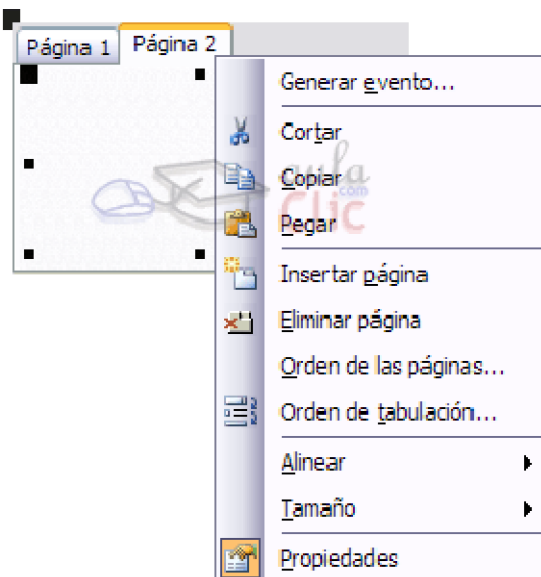 Página 1 Página 2
Generar evento...
Cortar
Copiar
Pegar
aula
.com
Clic
Insertar página
Eliminar página
Orden de las páginas...
Orden de tabulación...
Alinear
Tamaño
Propiedades